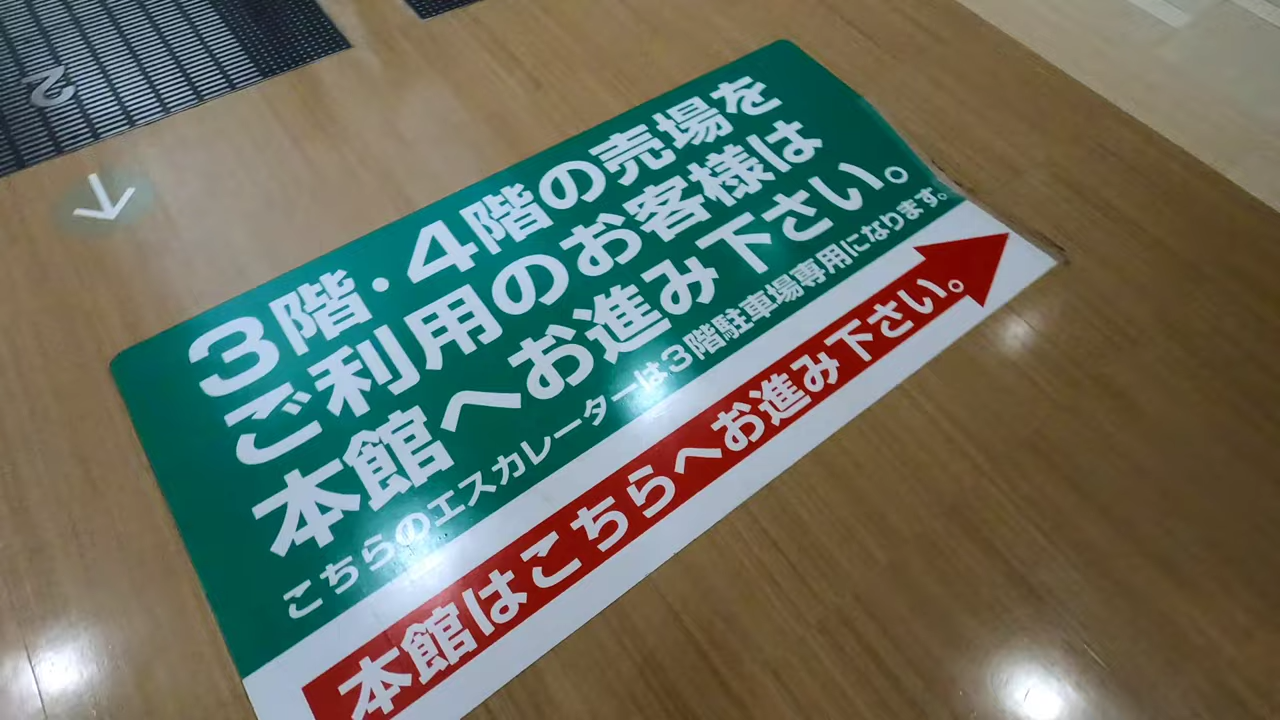 2
3階・4階の売場を
ご利用のお客様は
本館へお進み下さい。
こちらのエスカレーターは3階駐車場専用になります。
本館はこちらへお進み下さい。